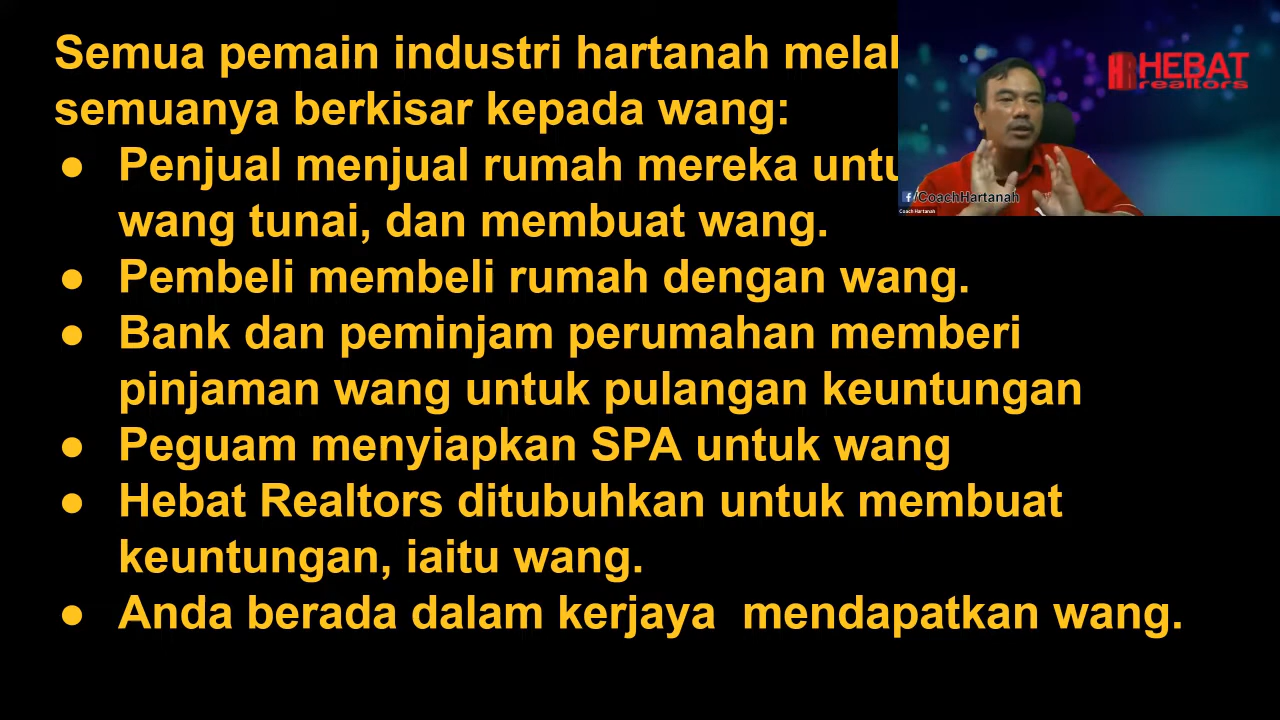 Semua pemain industri hartanah
semuanya berkisar kepada wang:
● Penjual menjual rumah mereka
wang tunai, dan membuat wang.
● Pembeli membeli rumah dengan wang.
● Bank dan peminjam perumahan memberi
pinjaman wang untuk pulangan keuntungan
● Peguam menyiapkan SPA untuk wang
● Hebat Realtors ditubuhkan untuk membuat
keuntungan, iaitu wang.
● Anda berada dalam kerjaya mendapatkan wang.
HEBAT
realtors
f/CoachHartanah
Coach Hartanah